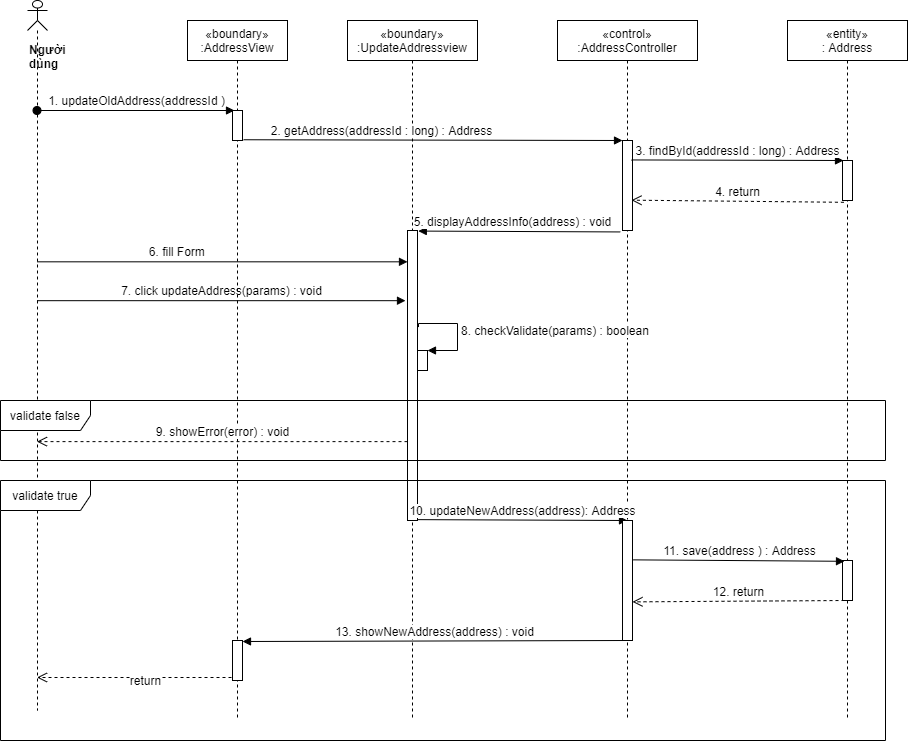 Người
dùng
«boundary»
:AddressView
«boundary»
:UpdateAddressview
«control»
:AddressController
«entity»
: Address
1. updateOldAddress(addressId )
2. getAddress(addressId : long) : Address
3. findById(addressId : long) : Address
4. return
5. displayAddressInfo(address) : void
6. fill Form
7. click updateAddress(params) : void
8. checkValidate(params) : boolean
validate false
9. showError(error) : void
validate true
10. updateNewAddress(address): Address
11. save(address ) : Address
12. return
13. showNewAddress(address) : void
return